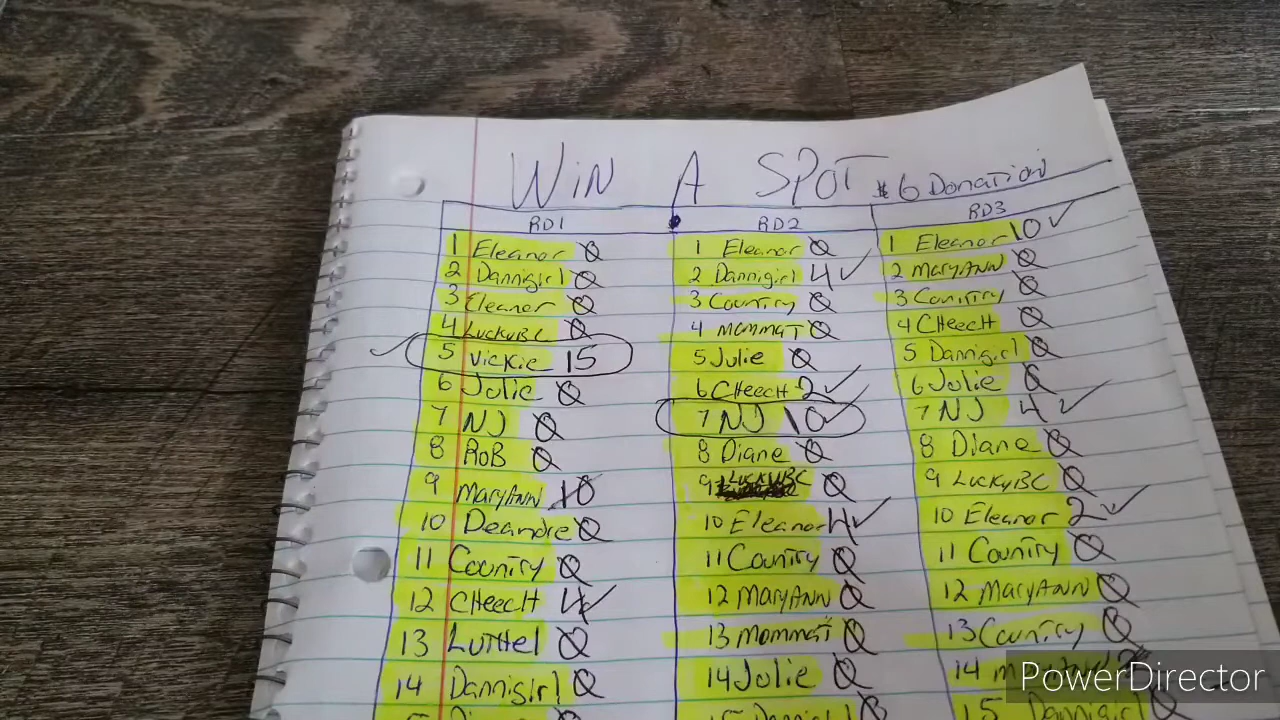 WiN A SPOT $6 DONATION
RD1 RD2 RD3
1 Eleanor 0 1 Eleanor 0 1 Eleanor 10 ✓
2 Dannigirl 0 2 Dannigirl 4 ✓ 2 MARYANN 0
3 Eleanor 0 3 Country 0 3 Country 0
4 LuckyBC 0 4 MommaT 0 4 CHeecH 0
✓ 5 Vickie 15 5 Julie 0 5 Dannigirl 0
6 Julie 0 6 CHeecH 2 ✓ 6 Julie 0
7 NJ 0 7 NJ 10 ✓ 7 NJ 4 ✓
8 RoB 0 8 Diane 0 8 Diane 0
9 MaryANN 10 9 LuckyBC 0 9 LuckyBC 0
10 Deandre 0 10 Eleanor 4 ✓ 10 Eleanor 2 ✓
11 Country 0 11 Country 0 11 Country 0
12 CHeecH 4 ✓ 12 MARYANN 0 12 MaryANN 0
13 LutHel 0 13 MommaT 0 13 Country 0
14 Dannigirl 0 14 Julie 0 14
15 Dannigirl 0 15 Dannigirl 0
PowerDirector